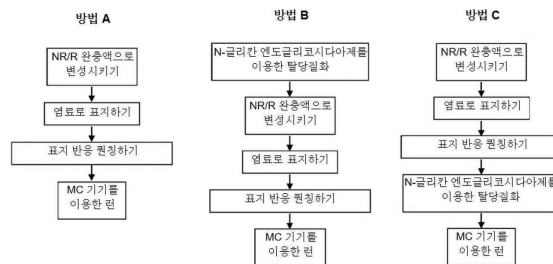 방법 A
NR/R 완충액으로
변성시키기
염료로 표지하기
표지 반응 퀀칭하기
MC 기기를
이용한 런
방법 B
N-글리칸 엔도글리코시다아제를
이용한 탈당질화
NR/R 완충액으로
변성시키기
염료로 표지하기
표지 반응 퀀칭하기
MC 기기를
이용한 런
방법 C
NR/R 완충액으로
변성시키기
염료로 표지하기
표지 반응 퀀칭하기
N-글리칸 엔도글리코시다아제를
이용한 탈당질화
MC 기기를
이용한 런